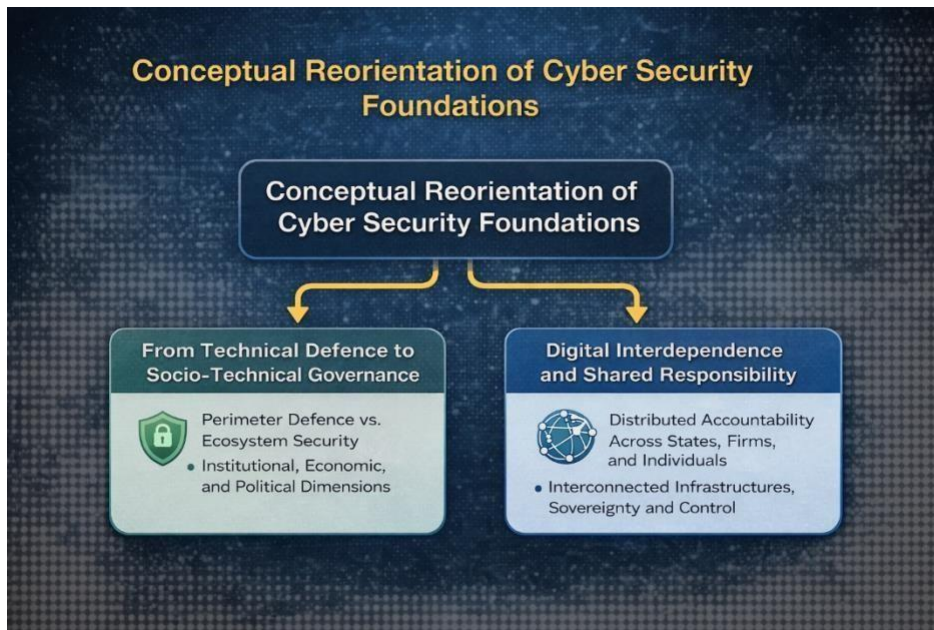 Conceptual Reorientation of Cyber Security
Foundations
Conceptual Reorientation of
Cyber Security Foundations
From Technical Defence to
Socio-Technical Governance
Perimeter Defence vs.
Ecosystem Security
• Institutional, Economic,
and Political Dimensions
Digital Interdependence
and Shared Responsibility
Distributed Accountability
Across States, Firms,
and Individuals
• Interconnected Infrastructures,
Sovereignty and Control